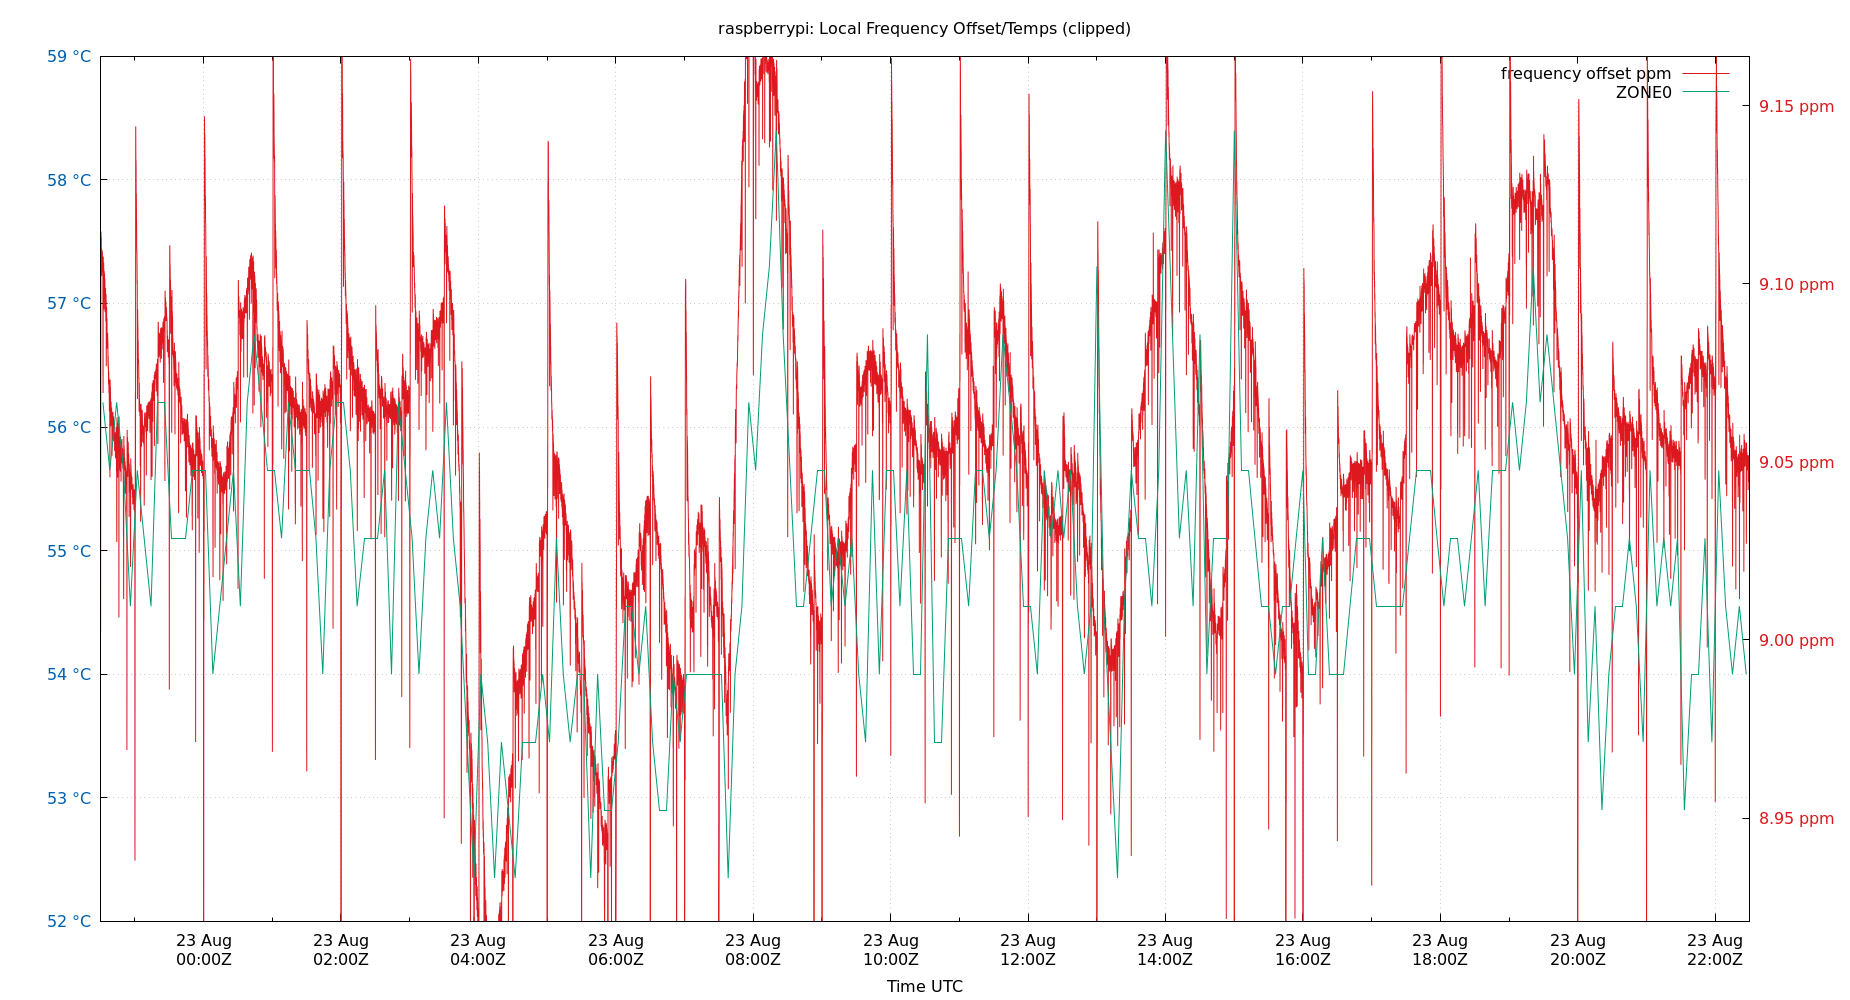 raspberrypi: Local Frequency Offset/Temps (clipped)
59 °C
58 °C
57 °C
56 °C
55 °C
54 °C
53 °C
52 °C
frequency offset ppm
ZONE0
9.15 ppm
9.10 ppm
9.05 ppm
9.00 ppm
8.95 ppm
23 Aug 23 Aug 23 Aug 23 Aug 23 Aug 23 Aug 23 Aug 23 Aug 23 Aug 23 Aug 23 Aug 23 Aug
00:00Z 02:00Z 04:00Z 06:00Z 08:00Z 10:00Z 12:00Z 14:00Z 16:00Z 18:00Z 20:00Z 22:00Z
Time UTC